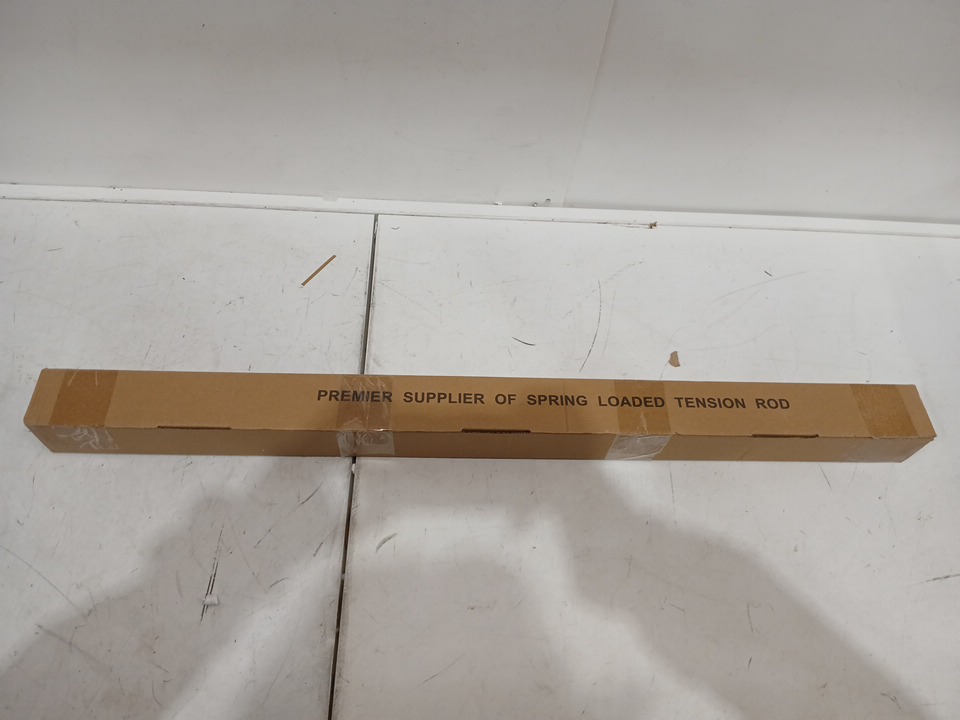 PREMIER SUPPLIER OF SPRING LOADED TENSION ROD